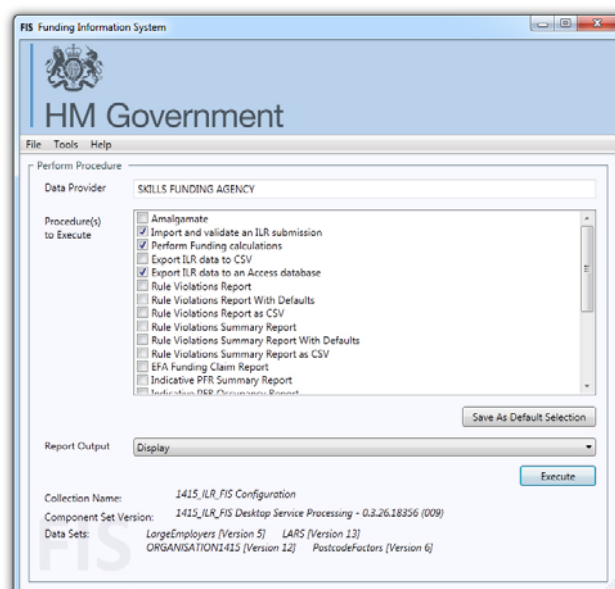 FIS Funding Information System
HM Government
File Tools Help
Perform Procedure
Data Provider SKILLS FUNDING AGENCY
Procedure(s)
to Execute
Amalgamate
Import and validate an ILR submission
Perform Funding calculations
Export ILR data to CSV
Export ILR data to an Access database
Rule Violations Report
Rule Violations Report With Defaults
Rule Violations Report as CSV
Rule Violations Summary Report
Rule Violations Summary Report With Defaults
Rule Violations Summary Report as CSV
EFA Funding Claim Report
Indicative PFR Summary Report
Indicative PFR Occupancy Report
Save As Default Selection
Report Output Display
Execute
Collection Name: 1415_ILR_FIS Configuration
Component Set Version: 1415_ILR_FIS Desktop Service Processing - 0.3.26.18356 (009)
Data Sets: LargeEmployers [Version 5] LARS [Version 13]
ORGANISATION1415 [Version 12] PostcodeFactors [Version 6]
FIS